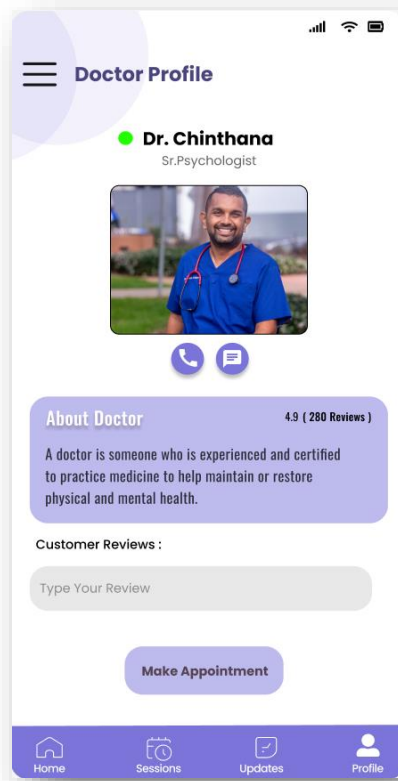 Doctor Profile
Dr. Chinthana
Sr.Psychologist
About Doctor
4.9 ( 280 Reviews )
A doctor is someone who is experienced and certified
to practice medicine to help maintain or restore
physical and mental health.
Customer Reviews :
Type Your Review
Make Appointment
Home
Sessions
Updates
Profile